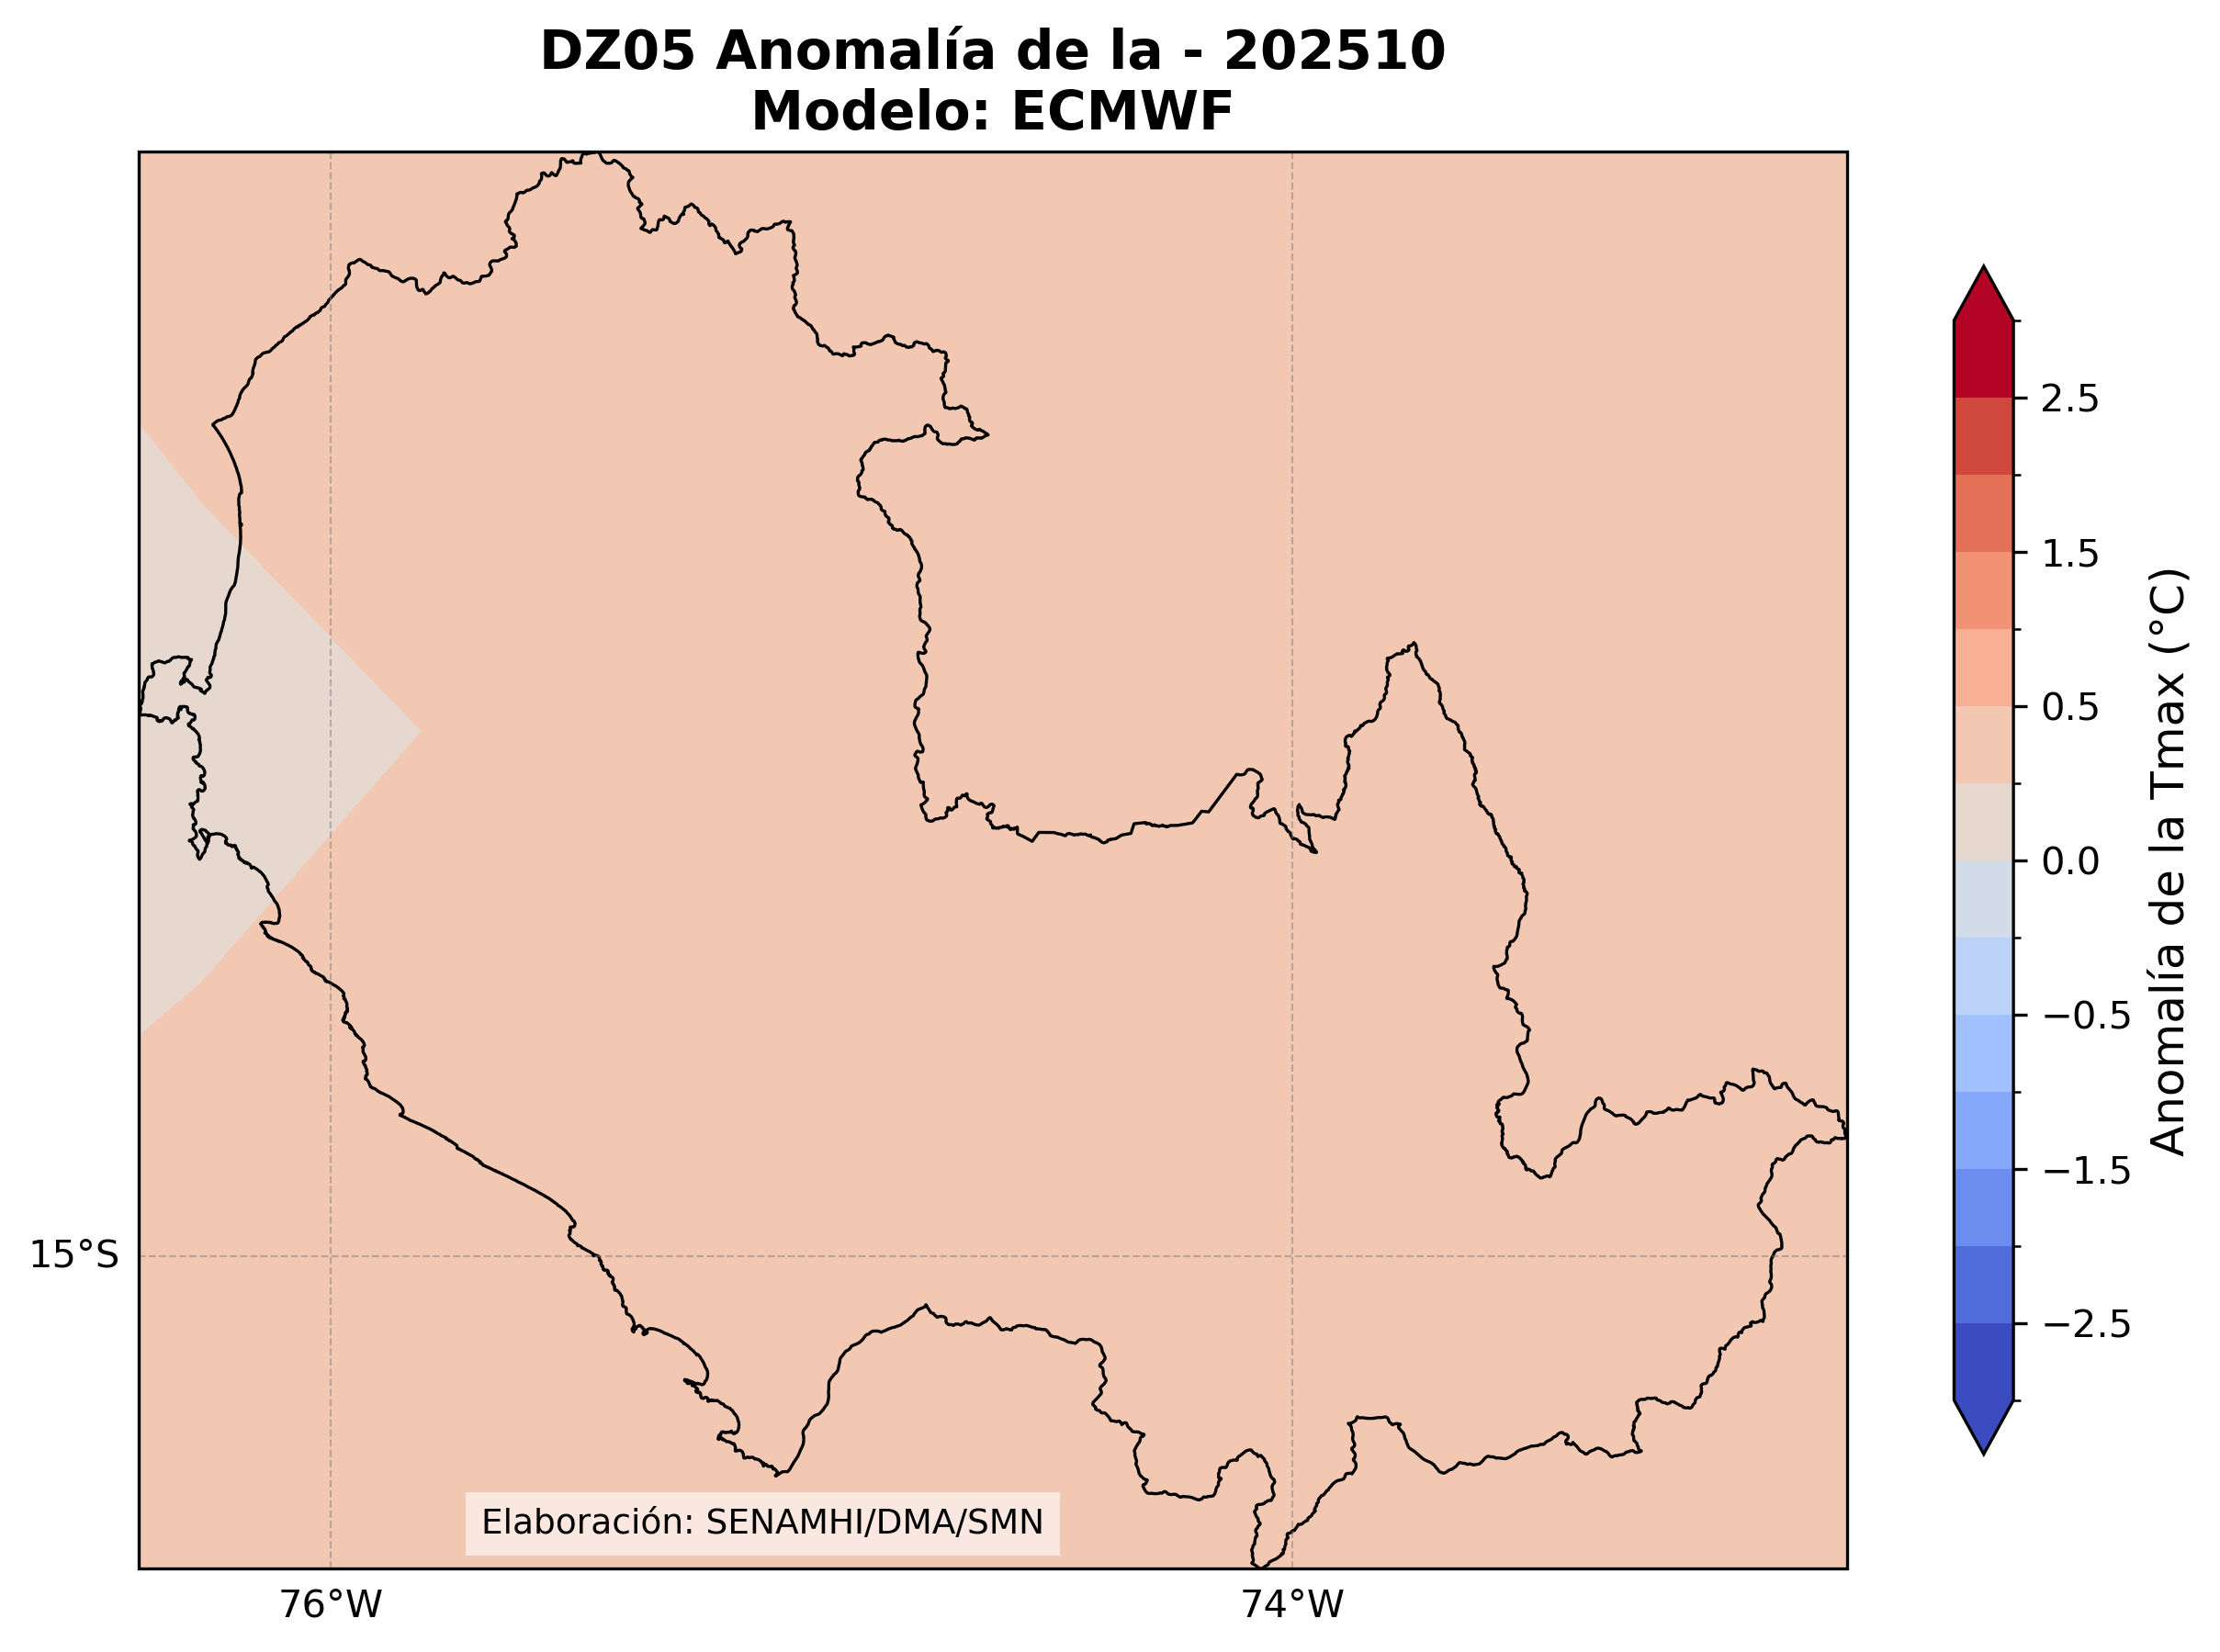 DZ05 Anomalía de la - 202510
Modelo: ECMWF
2.5
1.5
0.5
0.0
−0.5
−1.5
−2.5
Anomalía de la Tmax (°C)
15°S
Elaboración: SENAMHI/DMA/SMN
76°W
74°W